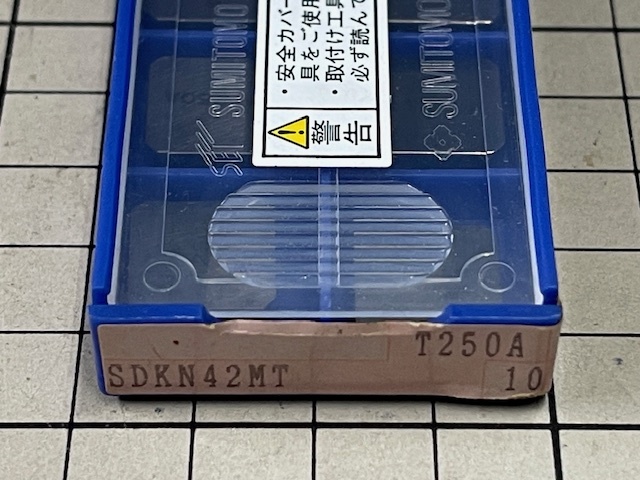 ・安全カバー
具をご使用
・取付け工具
必ず読んで
警告
SEI SUMITOMO
SUMITOMO
T250A
SDKN42MT
10